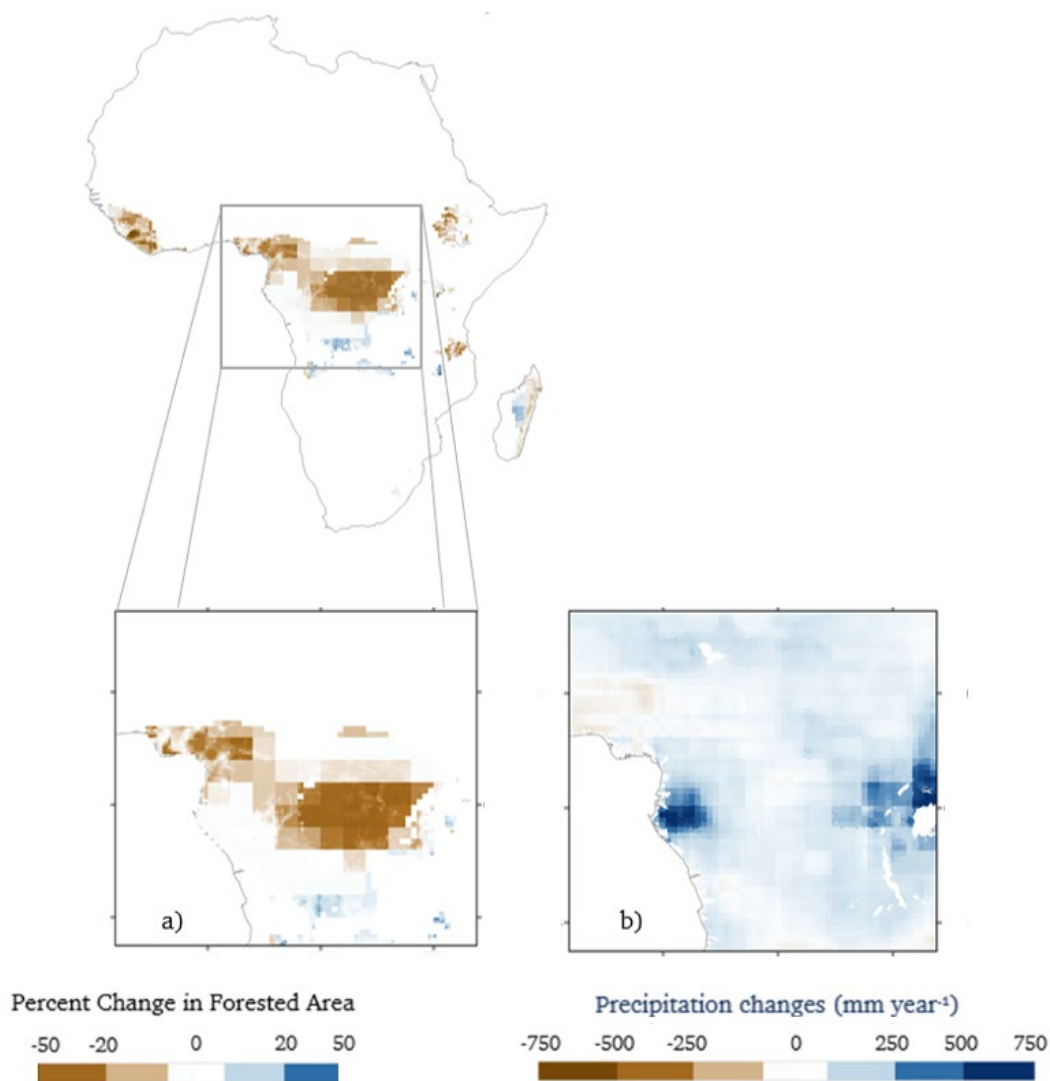 a)
b)
Percent Change in Forested Area
-50 -20 0 20 50
Precipitation changes (mm year-1)
-750 -500 -250 0 250 500 750